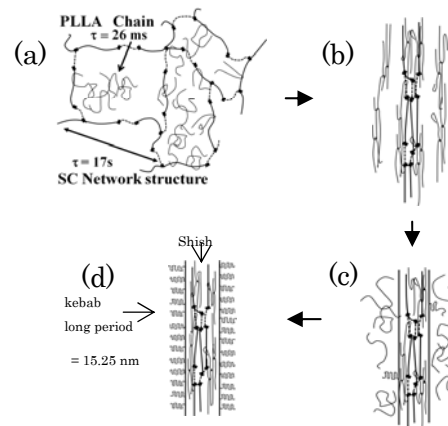 PLLA Chain
τ = 26 ms
(a)
τ = 17s
SC Network structure
(b)
(c)
Shish
(d)
kebab
long period
= 15.25 nm